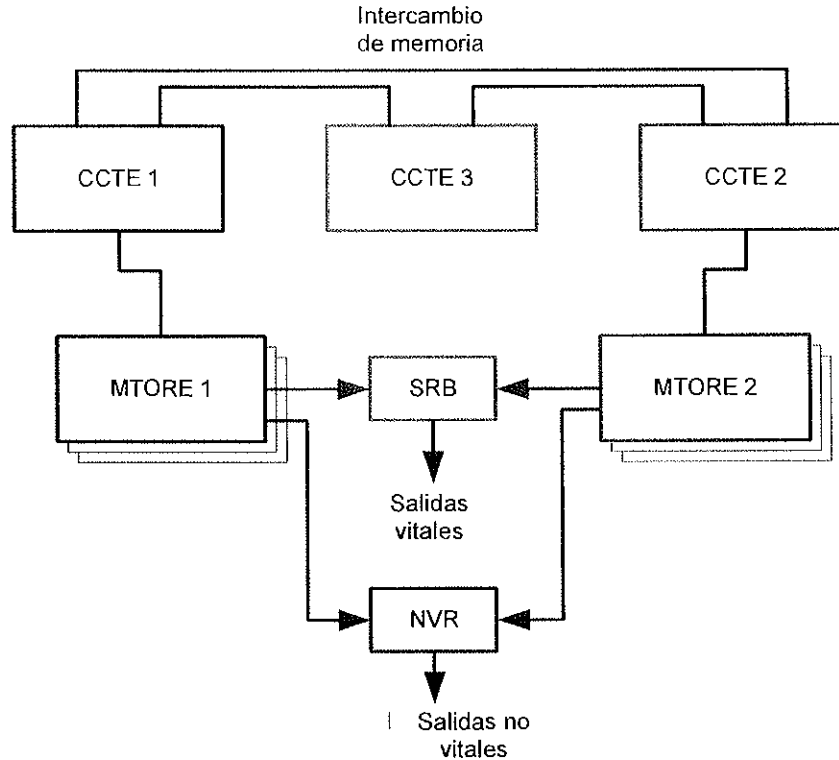 Intercambio
de memoria
CCTE 1
CCTE 3
CCTE 2
MTORE 1
SRB
MTORE 2
Salidas
vitales
NVR
Salidas no
vitales